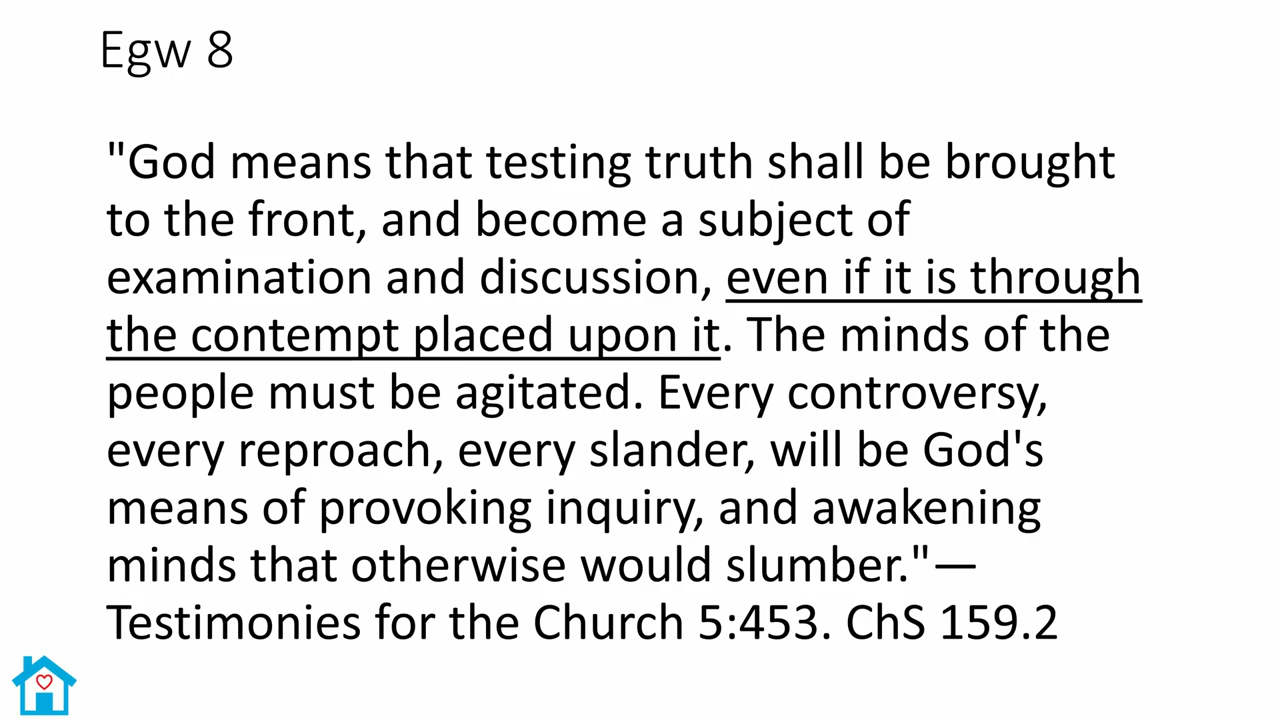 Egw 8
"God means that testing truth shall be brought
to the front, and become a subject of
examination and discussion, even if it is through
the contempt placed upon it. The minds of the
people must be agitated. Every controversy,
every reproach, every slander, will be God's
means of provoking inquiry, and awakening
minds that otherwise would slumber."—
Testimonies for the Church 5:453. ChS 159.2